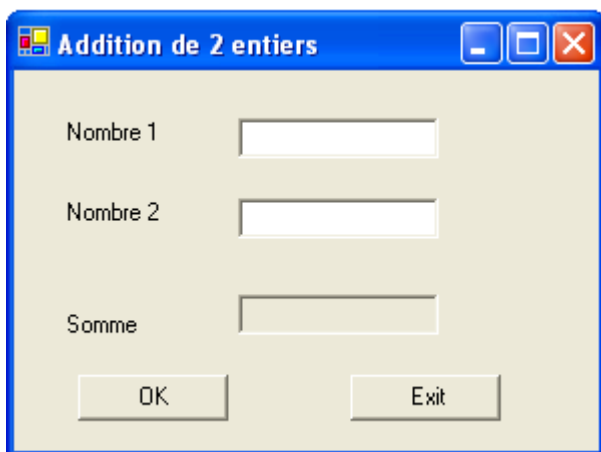 Addition de 2 entiers
Nombre 1
Nombre 2
Somme
OK Exit